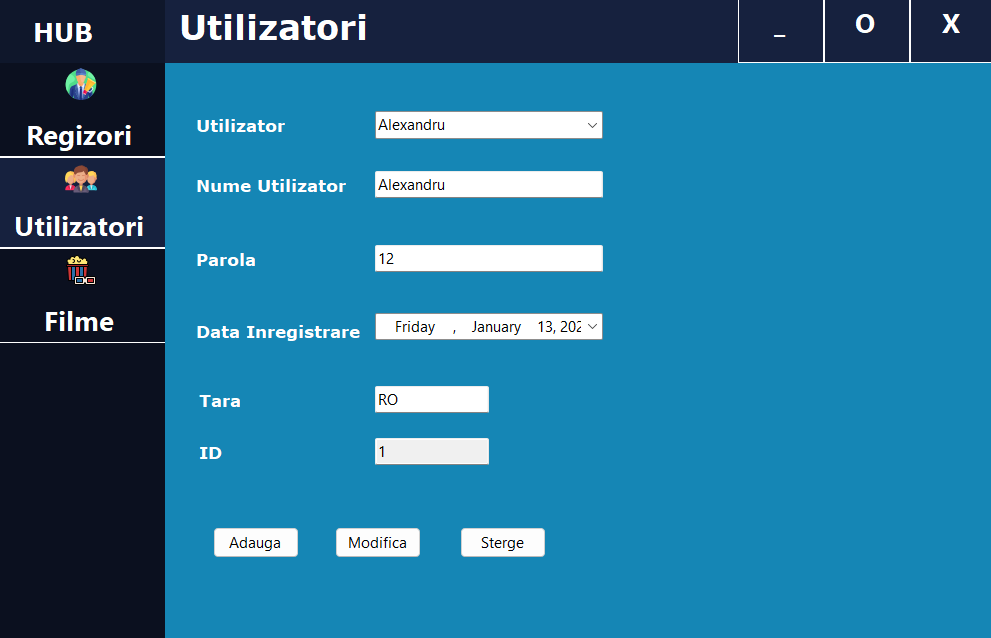 HUB
Utilizatori
_
O
X
Regizori
Utilizatori
Filme
Utilizator Alexandru
Nume Utilizator Alexandru
Parola 12
Data Inregistrare Friday , January 13, 202
Tara RO
ID 1
Adauga Modifica Sterge